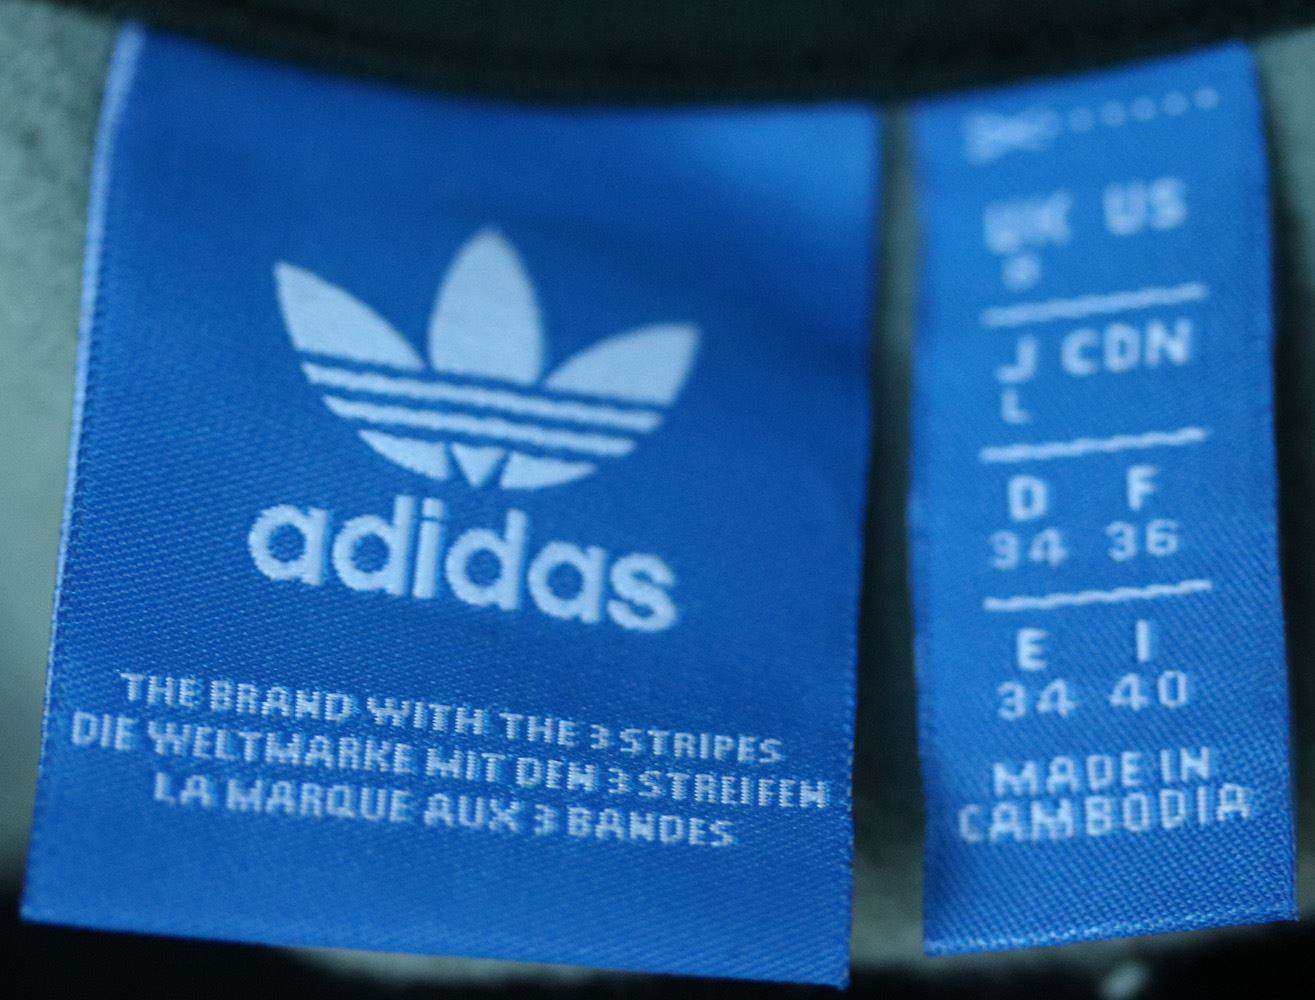 adidas
THE BRAND WITH THE 3 STRIPES
DIE WELTMARKE MIT DEN 3 STREIFEN
LA MARQUE AUX 3 BANDES
UK US
J CDN
L
D F
34 36
E I
34 40
MADE IN
CAMBODIA